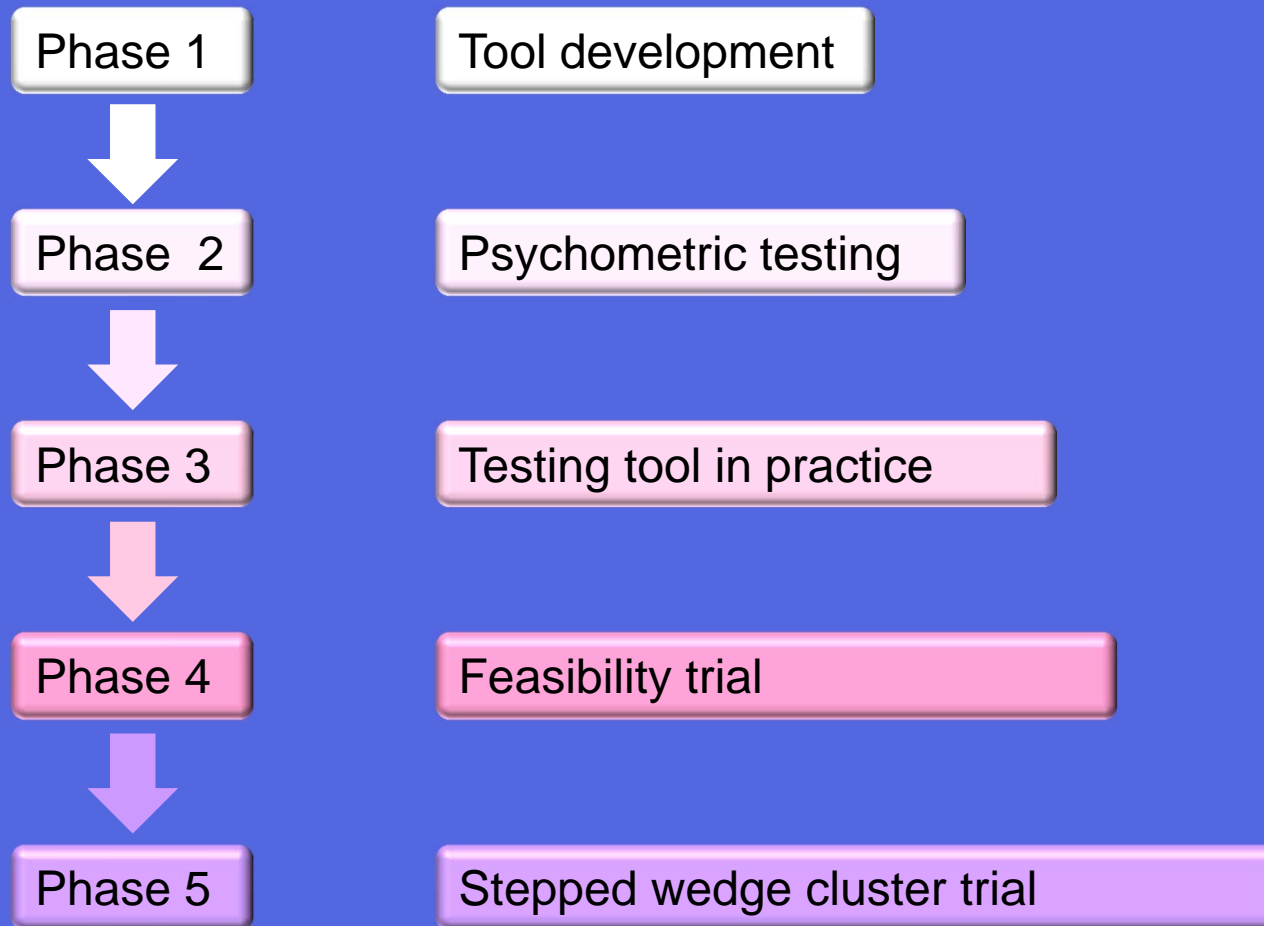 Phase 1
Tool development
Phase  2
Psychometric testing
Phase 3
Testing tool in practice
Phase 4
Feasibility trial
Phase 5
Stepped wedge cluster trial